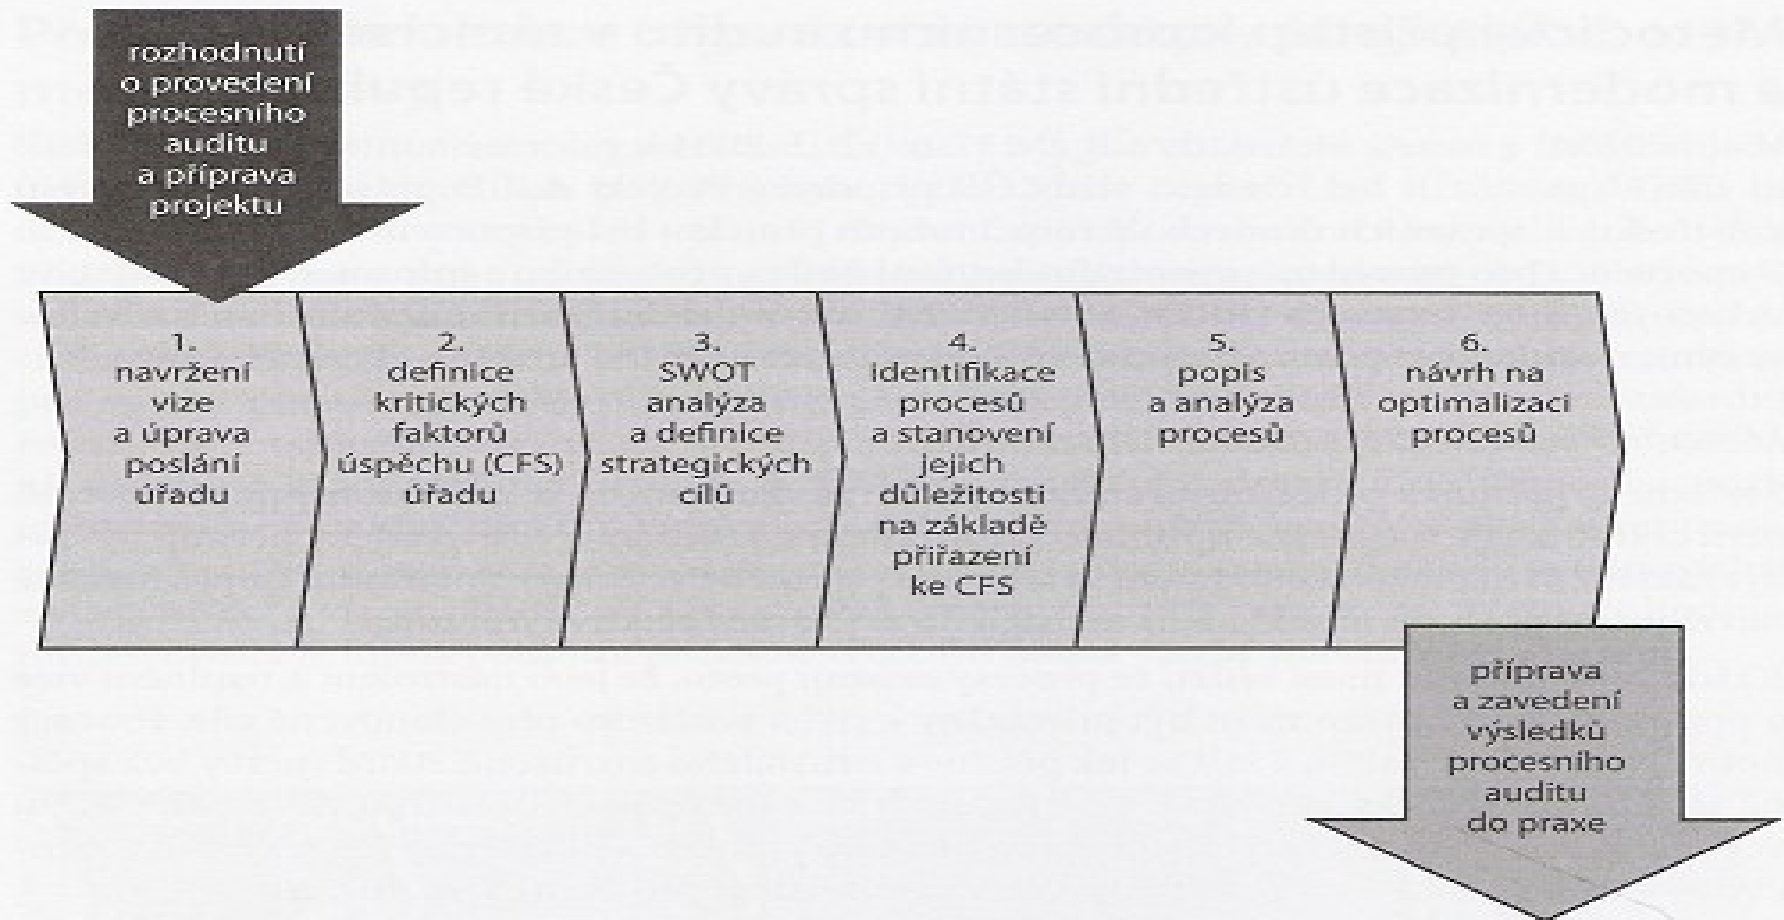 rozhodnutí
o provedení
procesního
auditu
a příprava
projektu
1.
navržení
vize
a úprava
poslání
úřadu
2.
definice
kritických
faktorů
úspěchu (CFS)
úřadu
3.
SWOT
analýza
a definice
strategických
cílů
4.
identifikace
procesů
a stanovení
jejich
důležitosti
na základě
přiřazení
ke CFS
5.
popis
a analýza
procesů
6.
návrh na
optimalizaci
procesů
příprava
a zavedení
výsledků
procesního
auditu
do praxe